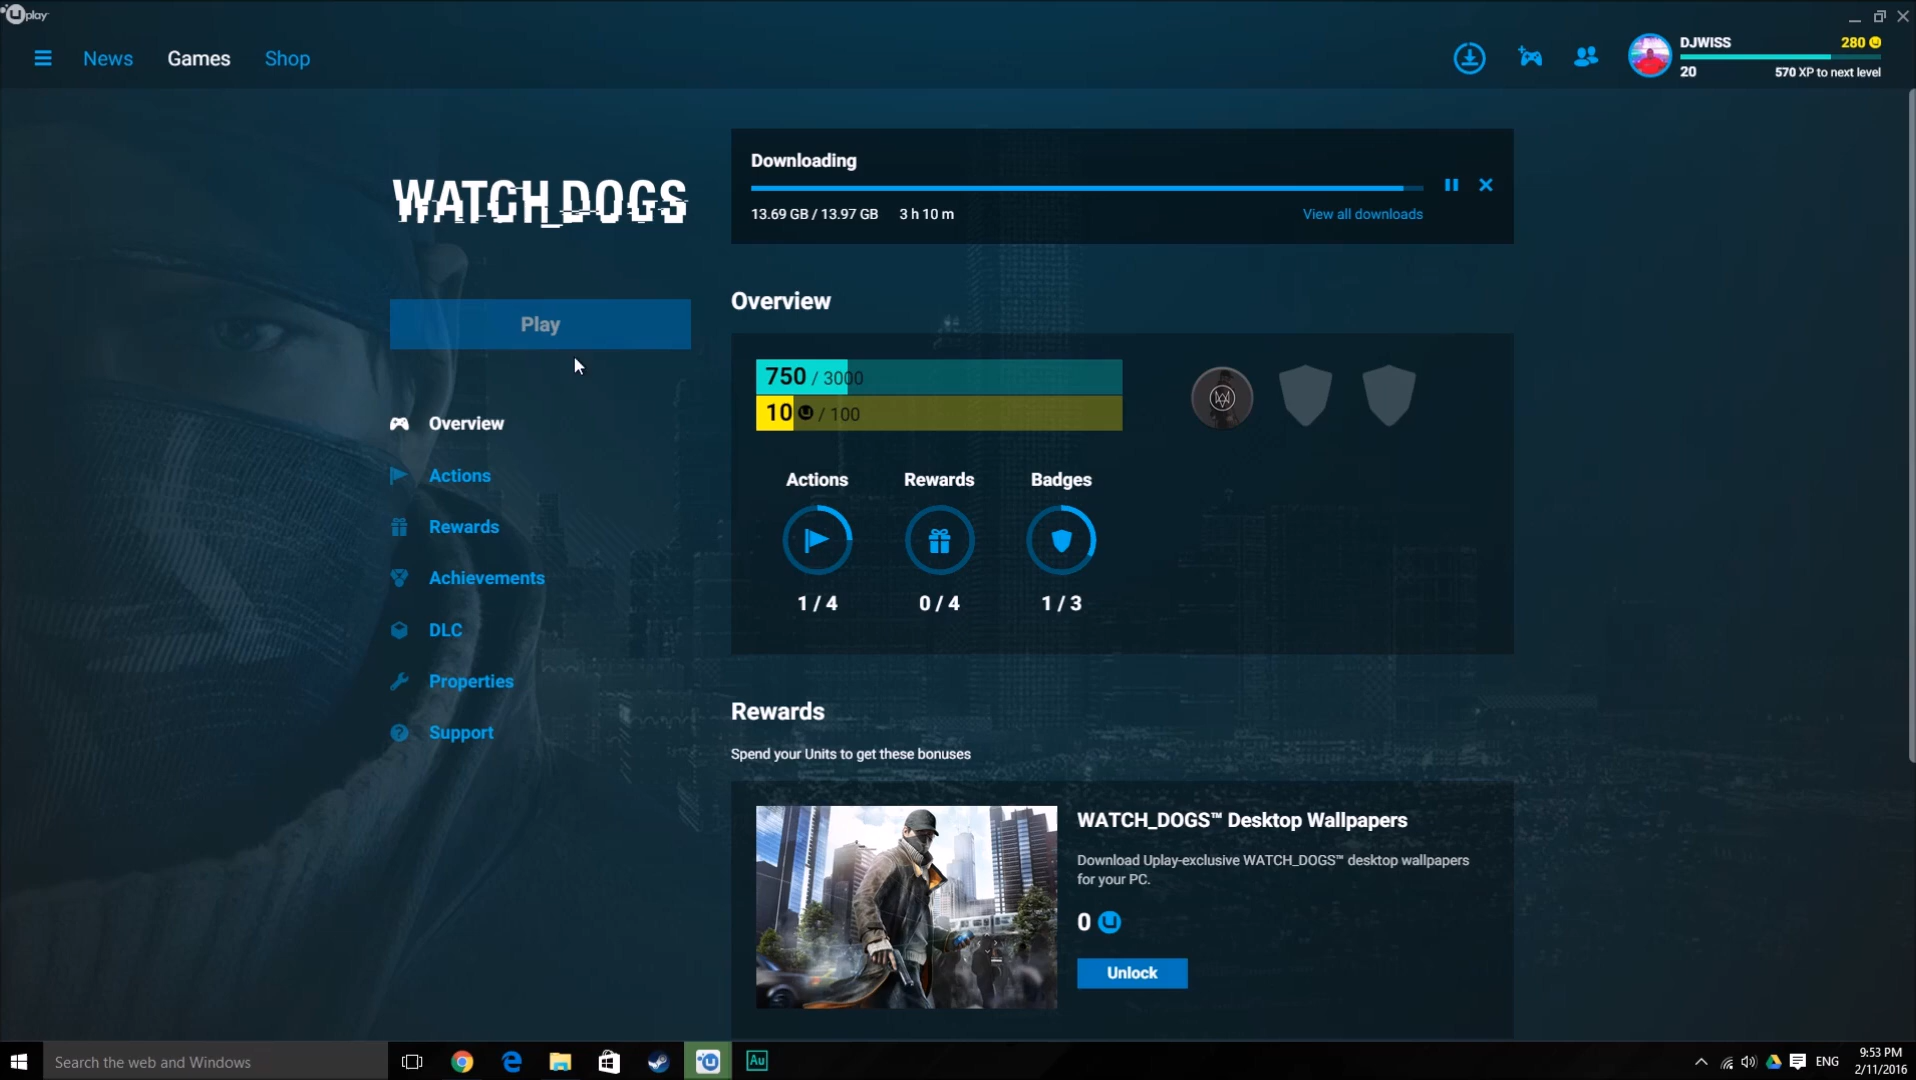 uplay
News Games Shop
DJWISS 280
20 570 XP to next level
WATCH_DOGS
Play
Overview
Actions
Rewards
Achievements
DLC
Properties
Support
Downloading
13.69 GB / 13.97 GB 3 h 10 m View all downloads
Overview
750 / 3000
10 / 100
Actions Rewards Badges
1 / 4 0 / 4 1 / 3
Rewards
Spend your Units to get these bonuses
WATCH_DOGS™ Desktop Wallpapers
Download Uplay-exclusive WATCH_DOGS™ desktop wallpapers
for your PC.
0
Unlock
Search the web and Windows
Au
ENG
9:53 PM
2/11/2016